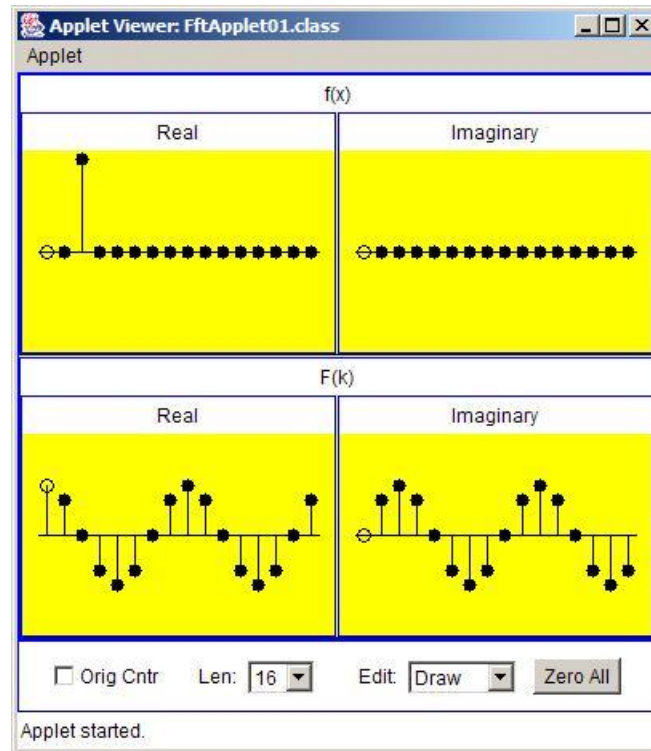 Applet Viewer: FftApplet01.class
Applet
f(x)
Real Imaginary
F(k)
Real Imaginary
Orig Cntr Len: 16 Edit: Draw Zero All
Applet started.